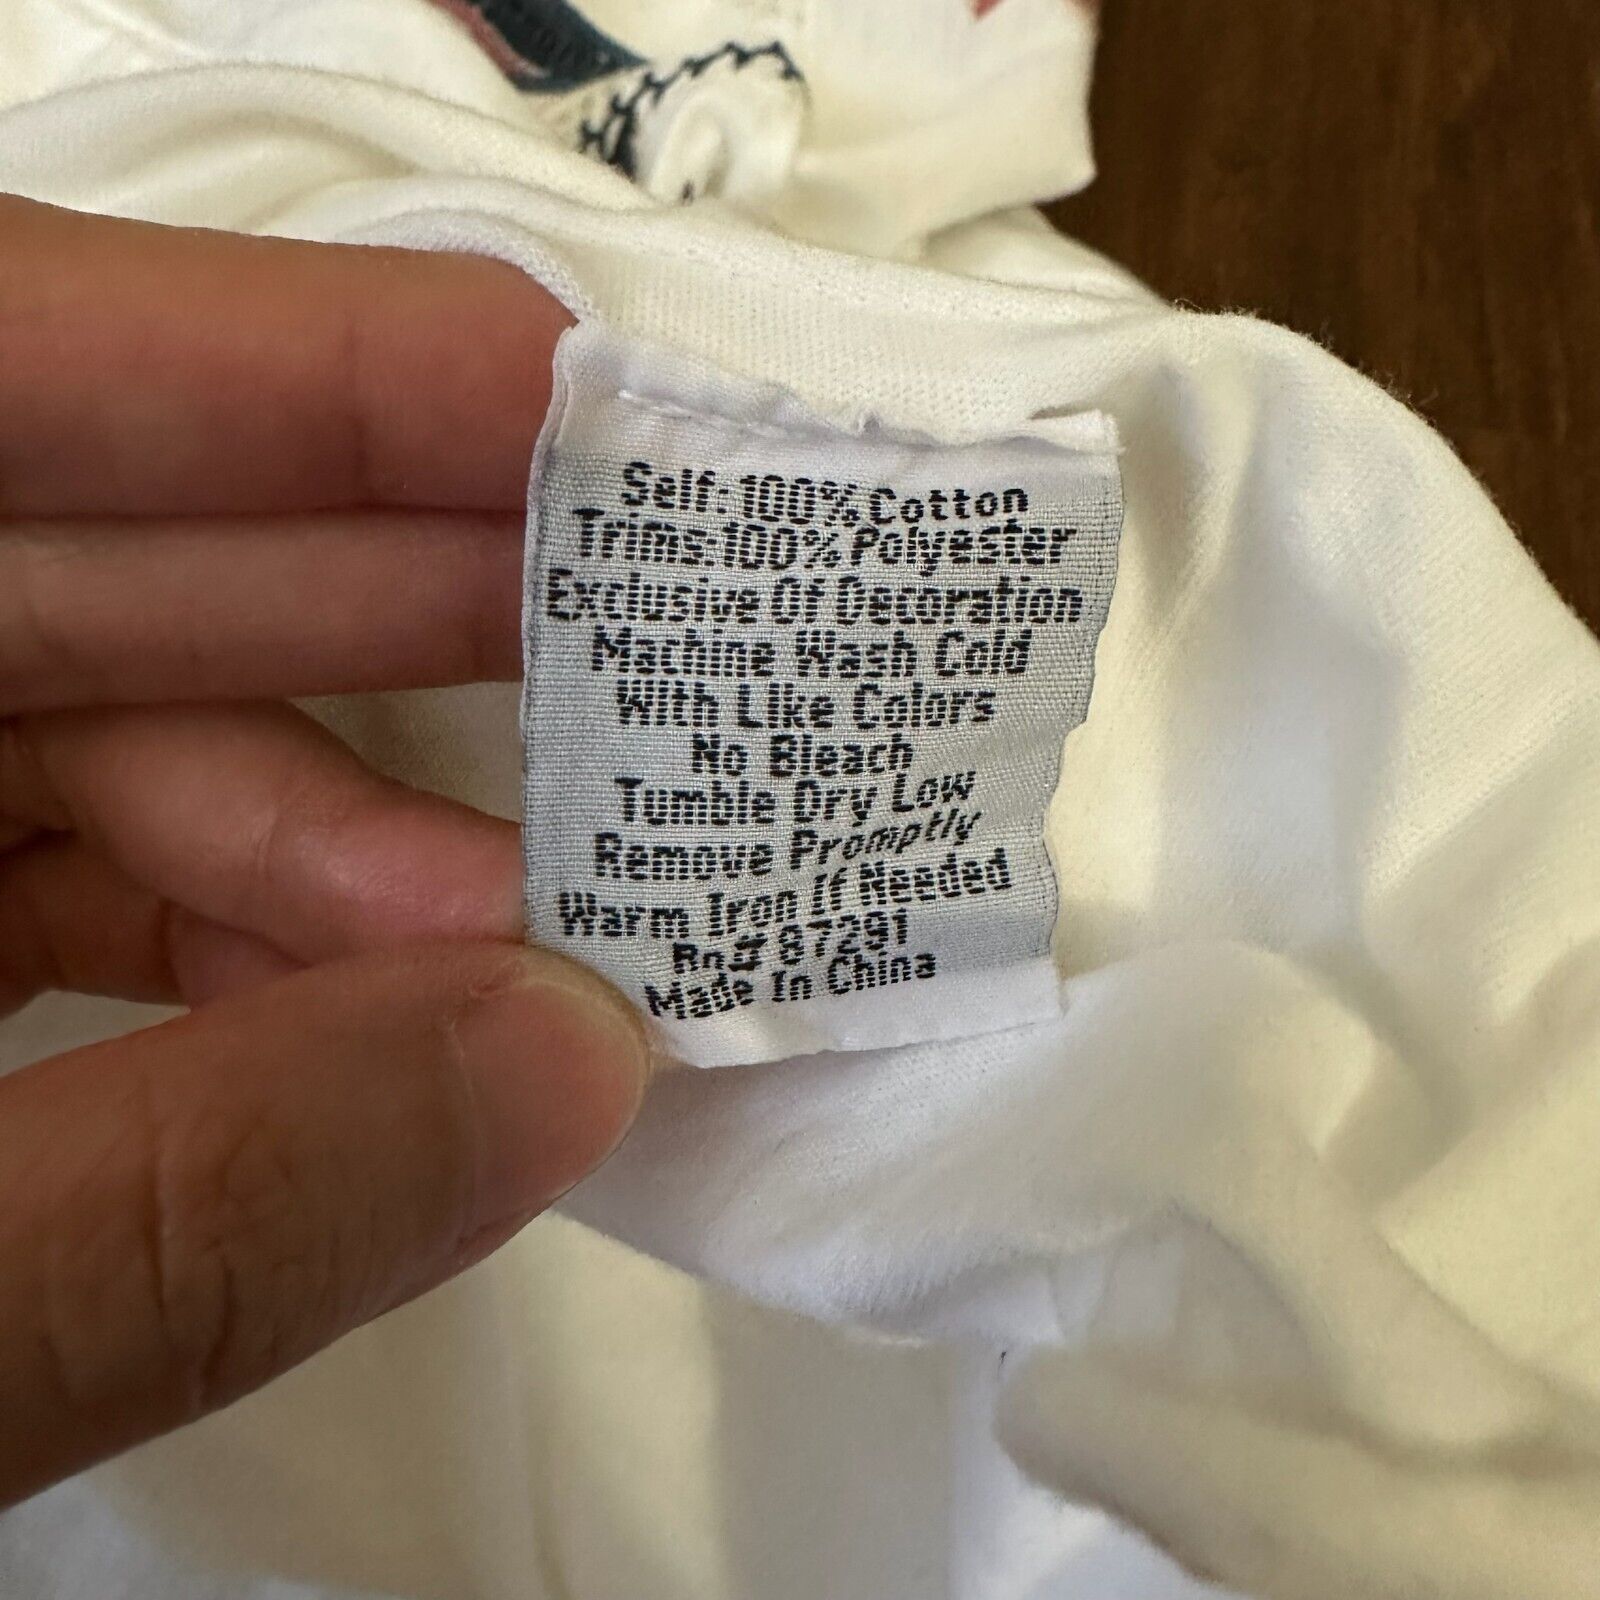 Self: 100% Cotton
Trims: 100% Polyester
Exclusive Of Decoration
Machine Wash Cold
With Like Colors
No Bleach
Tumble Dry Low
Remove Promptly
Warm Iron If Needed
Rn# 87291
Made In China